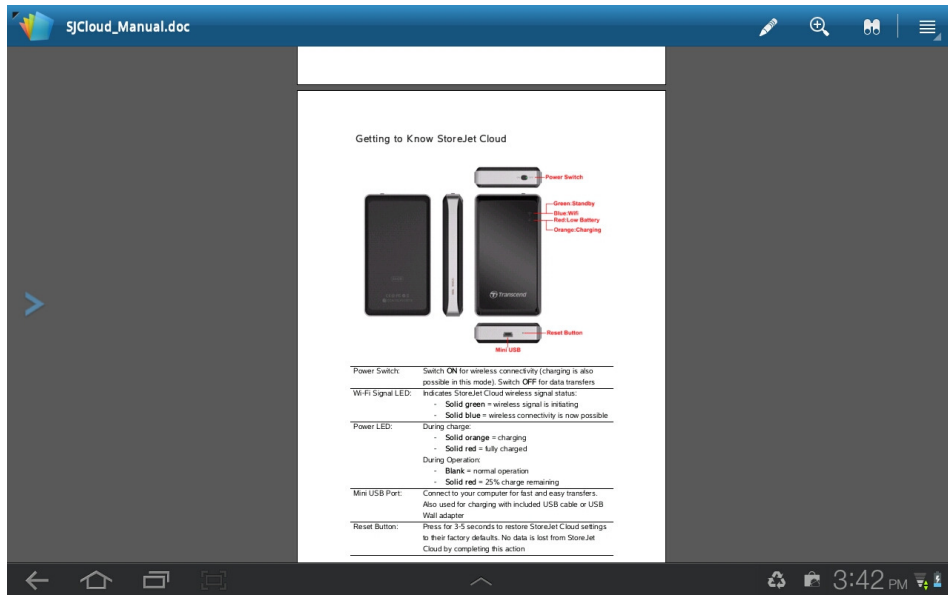 SJCloud_Manual.doc
Getting to Know StoreJet Cloud
Power Switch
Green:Standby
Blue:Wifi
Red:Low Battery
Orange:Charging
Transcend
Reset Button
Mini USB
Power Switch: Switch ON for wireless connectivity (charging is also
possible in this mode). Switch OFF for data transfers
Wi-Fi Signal LED: Indicates StoreJet Cloud wireless signal status:
- Solid green = wireless signal is initiating
- Solid blue = wireless connectivity is now possible
Power LED: During charge:
- Solid orange = charging
- Solid red = fully charged
During Operation:
- Blank = normal operation
- Solid red = 25% charge remaining
Mini USB Port: Connect to your computer for fast and easy transfers.
Also used for charging with included USB cable or USB
Wall adapter
Reset Button: Press for 3-5 seconds to restore StoreJet Cloud settings
to their factory defaults. No data is lost from StoreJet
Cloud by completing this action
3:42 PM